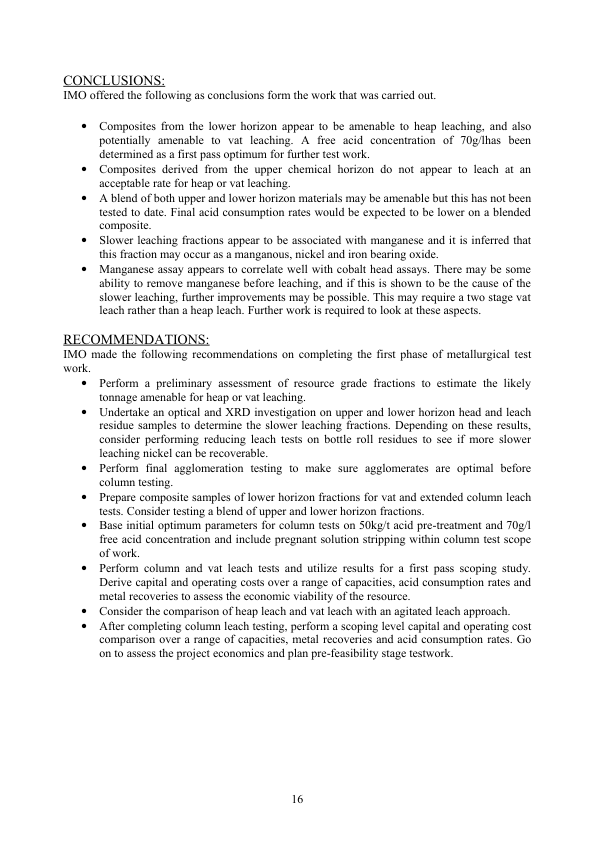 CONCLUSIONS:
IMO offered the following as conclusions form the work that was carried out.
• Composites from the lower horizon appear to be amenable to heap leaching, and also
potentially amenable to vat leaching. A free acid concentration of 70g/lhas been
determined as a first pass optimum for further test work.
• Composites derived from the upper chemical horizon do not appear to leach at an
acceptable rate for heap or vat leaching.
• A blend of both upper and lower horizon materials may be amenable but this has not been
tested to date. Final acid consumption rates would be expected to be lower on a blended
composite.
• Slower leaching fractions appear to be associated with manganese and it is inferred that
this fraction may occur as a manganous, nickel and iron bearing oxide.
• Manganese assay appears to correlate well with cobalt head assays. There may be some
ability to remove manganese before leaching, and if this is shown to be the cause of the
slower leaching, further improvements may be possible. This may require a two stage vat
leach rather than a heap leach. Further work is required to look at these aspects.
RECOMMENDATIONS:
IMO made the following recommendations on completing the first phase of metallurgical test
work.
• Perform a preliminary assessment of resource grade fractions to estimate the likely
tonnage amenable for heap or vat leaching.
• Undertake an optical and XRD investigation on upper and lower horizon head and leach
residue samples to determine the slower leaching fractions. Depending on these results,
consider performing reducing leach tests on bottle roll residues to see if more slower
leaching nickel can be recoverable.
• Perform final agglomeration testing to make sure agglomerates are optimal before
column testing.
• Prepare composite samples of lower horizon fractions for vat and extended column leach
tests. Consider testing a blend of upper and lower horizon fractions.
• Base initial optimum parameters for column tests on 50kg/t acid pre-treatment and 70g/l
free acid concentration and include pregnant solution stripping within column test scope
of work.
• Perform column and vat leach tests and utilize results for a first pass scoping study.
Derive capital and operating costs over a range of capacities, acid consumption rates and
metal recoveries to assess the economic viability of the resource.
• Consider the comparison of heap leach and vat leach with an agitated leach approach.
• After completing column leach testing, perform a scoping level capital and operating cost
comparison over a range of capacities, metal recoveries and acid consumption rates. Go
on to assess the project economics and plan pre-feasibility stage testwork.
16